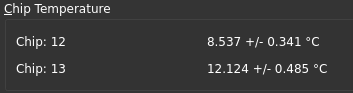 Chip Temperature
Chip: 12 8.537 +/- 0.341 °C
Chip: 13 12.124 +/- 0.485 °C